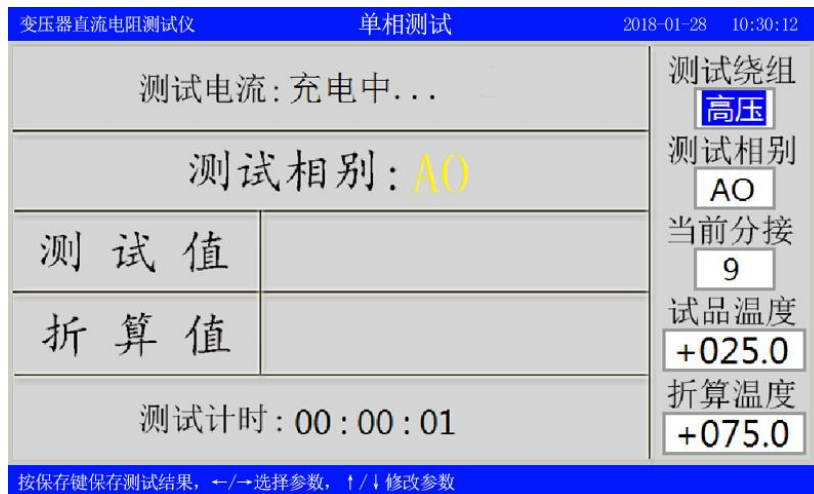 变压器直流电阻测试仪 单相测试 2018-01-28 10:30:12
测试电流:充电中...
测试相别:AO
测 试 值
折 算 值
测试计时:00:00:01
测试绕组
高压
测试相别
AO
当前分接
9
试品温度
+025.0
折算温度
+075.0
按保存键保存测试结果, ←/→选择参数, ↑/↓修改参数